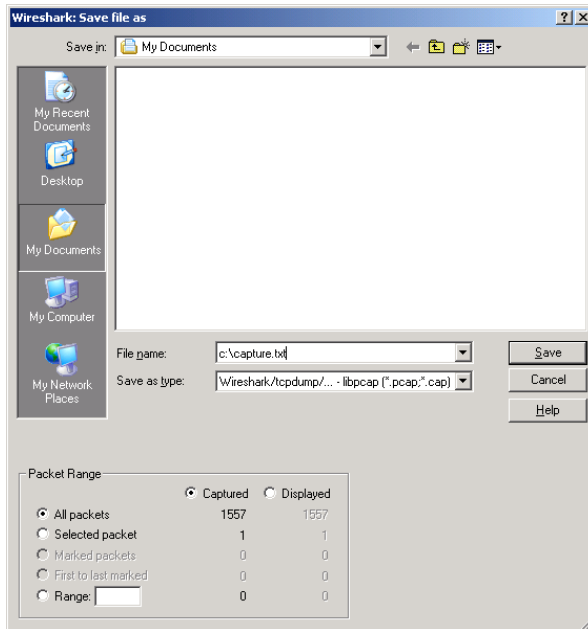 Wireshark: Save file as
Save in: My Documents
My Recent
Documents
Desktop
My Documents
My Computer
My Network
Places
File name: c:\capture.txt Save
Save as type: Wireshark/tcpdump/... - libpcap (*.pcap;*.cap) Cancel
Help
Packet Range
Captured Displayed
All packets 1557 1557
Selected packet 1 1
Marked packets 0 0
First to last marked 0 0
Range: 0 0